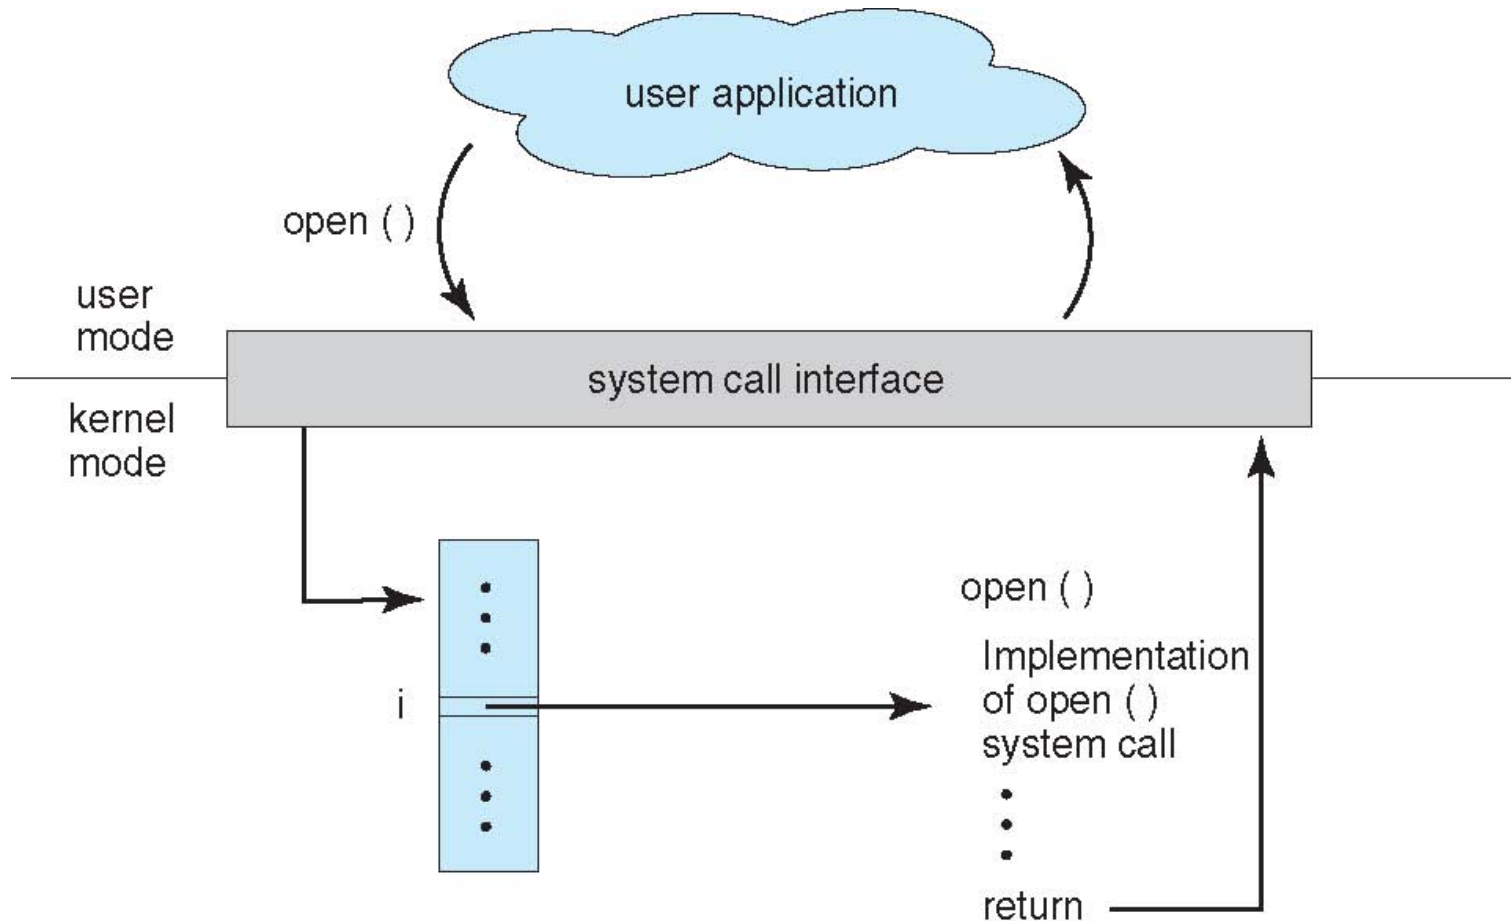 user application
open ( )
user
mode
system call interface
kernel
mode
open ( )
Implementation
of open ( )
system call
i
return